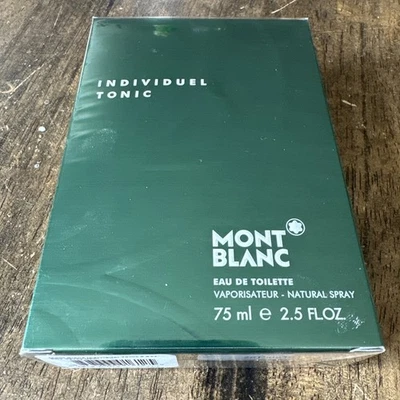 INDIVIDUEL
TONIC
MONT
BLANC
EAU DE TOILETTE
VAPORISATEUR - NATURAL SPRAY
75 ml e 2.5 FL.OZ.